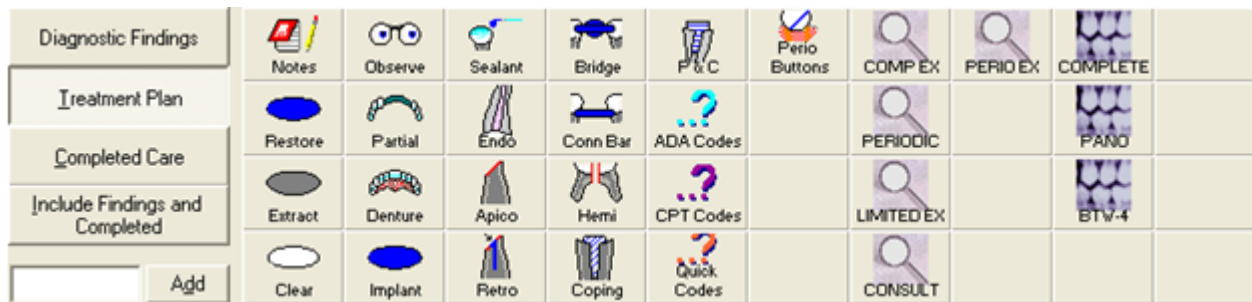 Diagnostic Findings
Treatment Plan
Completed Care
Include Findings and
Completed
Add
Notes
Observe
Sealant
Bridge
P & C
Perio
Buttons
COMP EX
PERIO EX
COMPLETE
Restore
Partial
Endo
Conn Bar
ADA Codes
PERIODIC
PANO
Extract
Denture
Apico
Hemi
CPT Codes
LIMITED EX
BTW-4
Clear
Implant
Retro
Coping
Quick
Codes
CONSULT